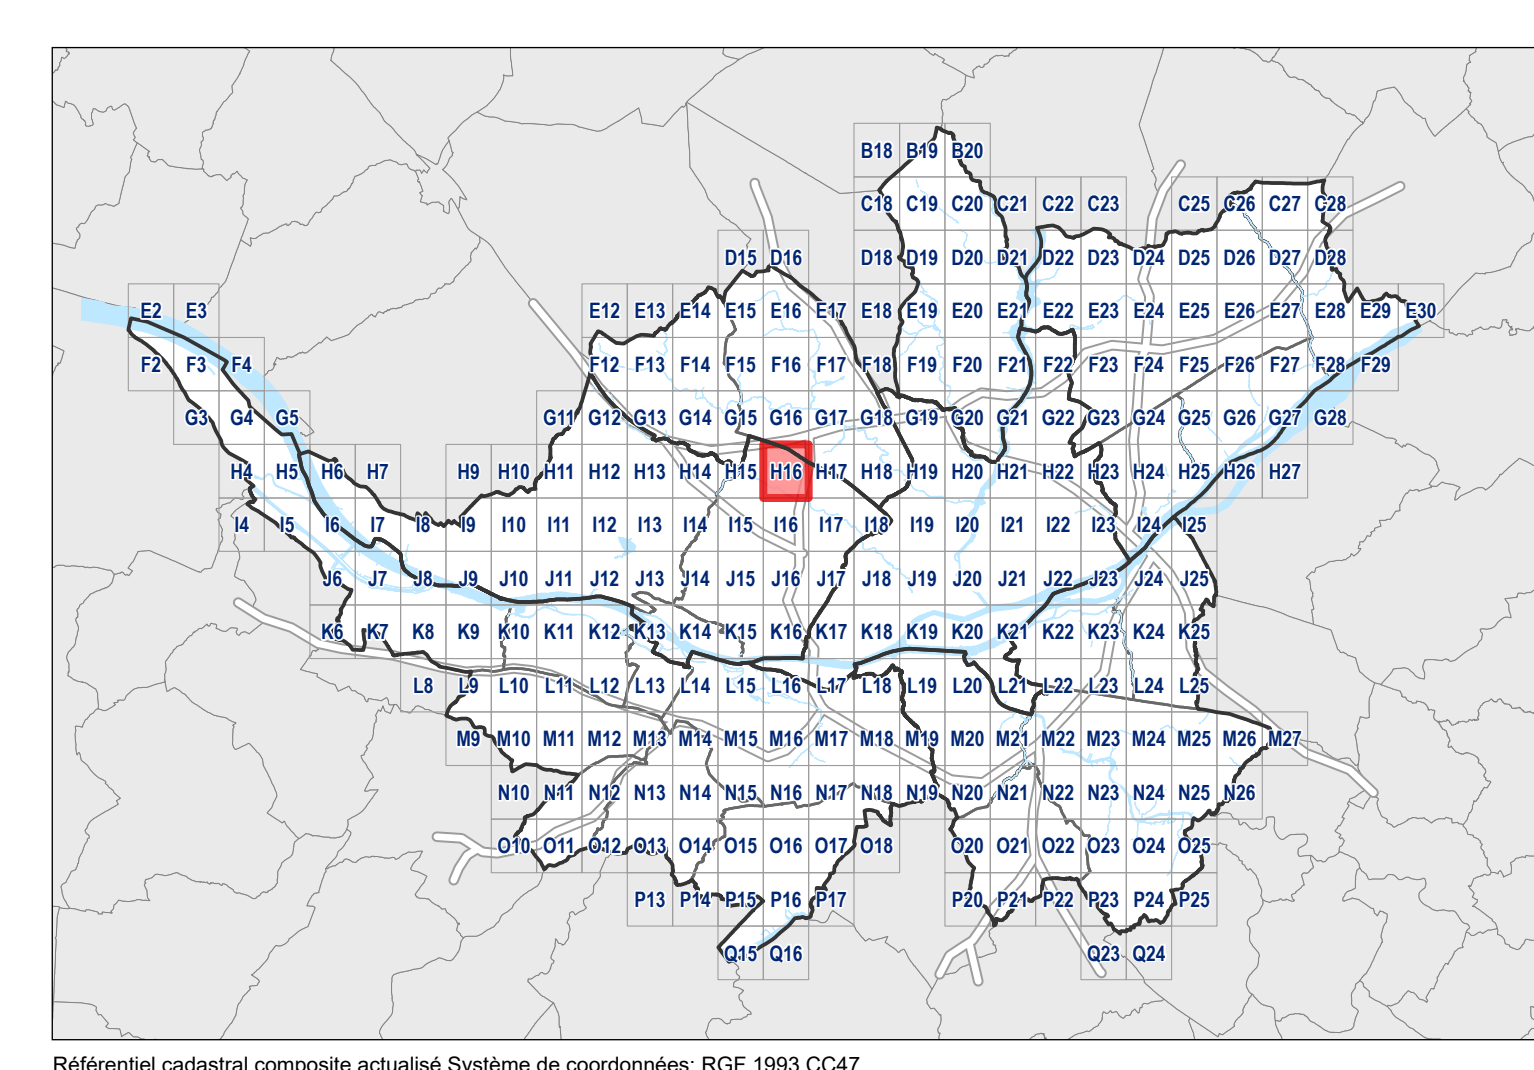 B18 B19 B20
C18 C19 C20 C21 C22 C23 C25 C26 C27 C28
D15 D16 D18 D19 D20 D21 D22 D23 D24 D25 D26 D27 D28
E2 E3 E12 E13 E14 E15 E16 E17 E18 E19 E20 E21 E22 E23 E24 E25 E26 E27 E28 E29 E30
F2 F3 F4 F12 F13 F14 F15 F16 F17 F18 F19 F20 F21 F22 F23 F24 F25 F26 F27 F28 F29
G3 G4 G5 G11 G12 G13 G14 G15 G16 G17 G18 G19 G20 G21 G22 G23 G24 G25 G26 G27 G28
H4 H5 H6 H7 H9 H10 H11 H12 H13 H14 H15 H16 H17 H18 H19 H20 H21 H22 H23 H24 H25 H26 H27
I4 I5 I6 I7 I8 I9 I10 I11 I12 I13 I14 I15 I16 I17 I18 I19 I20 I21 I22 I23 I24 I25
J6 J7 J8 J9 J10 J11 J12 J13 J14 J15 J16 J17 J18 J19 J20 J21 J22 J23 J24 J25
K6 K7 K8 K9 K10 K11 K12 K13 K14 K15 K16 K17 K18 K19 K20 K21 K22 K23 K24 K25
L8 L9 L10 L11 L12 L13 L14 L15 L16 L17 L18 L19 L20 L21 L22 L23 L24 L25
M9 M10 M11 M12 M13 M14 M15 M16 M17 M18 M19 M20 M21 M22 M23 M24 M25 M26 M27
N10 N11 N12 N13 N14 N15 N16 N17 N18 N19 N20 N21 N22 N23 N24 N25 N26
O10 O11 O12 O13 O14 O15 O16 O17 O18 O20 O21 O22 O23 O24 O25
P13 P14 P15 P16 P17 P20 P21 P22 P23 P24 P25
Q15 Q16 Q23 Q24
Référentiel cadastral composite actualisé Système de coordonnées: RGF 1993 CC47